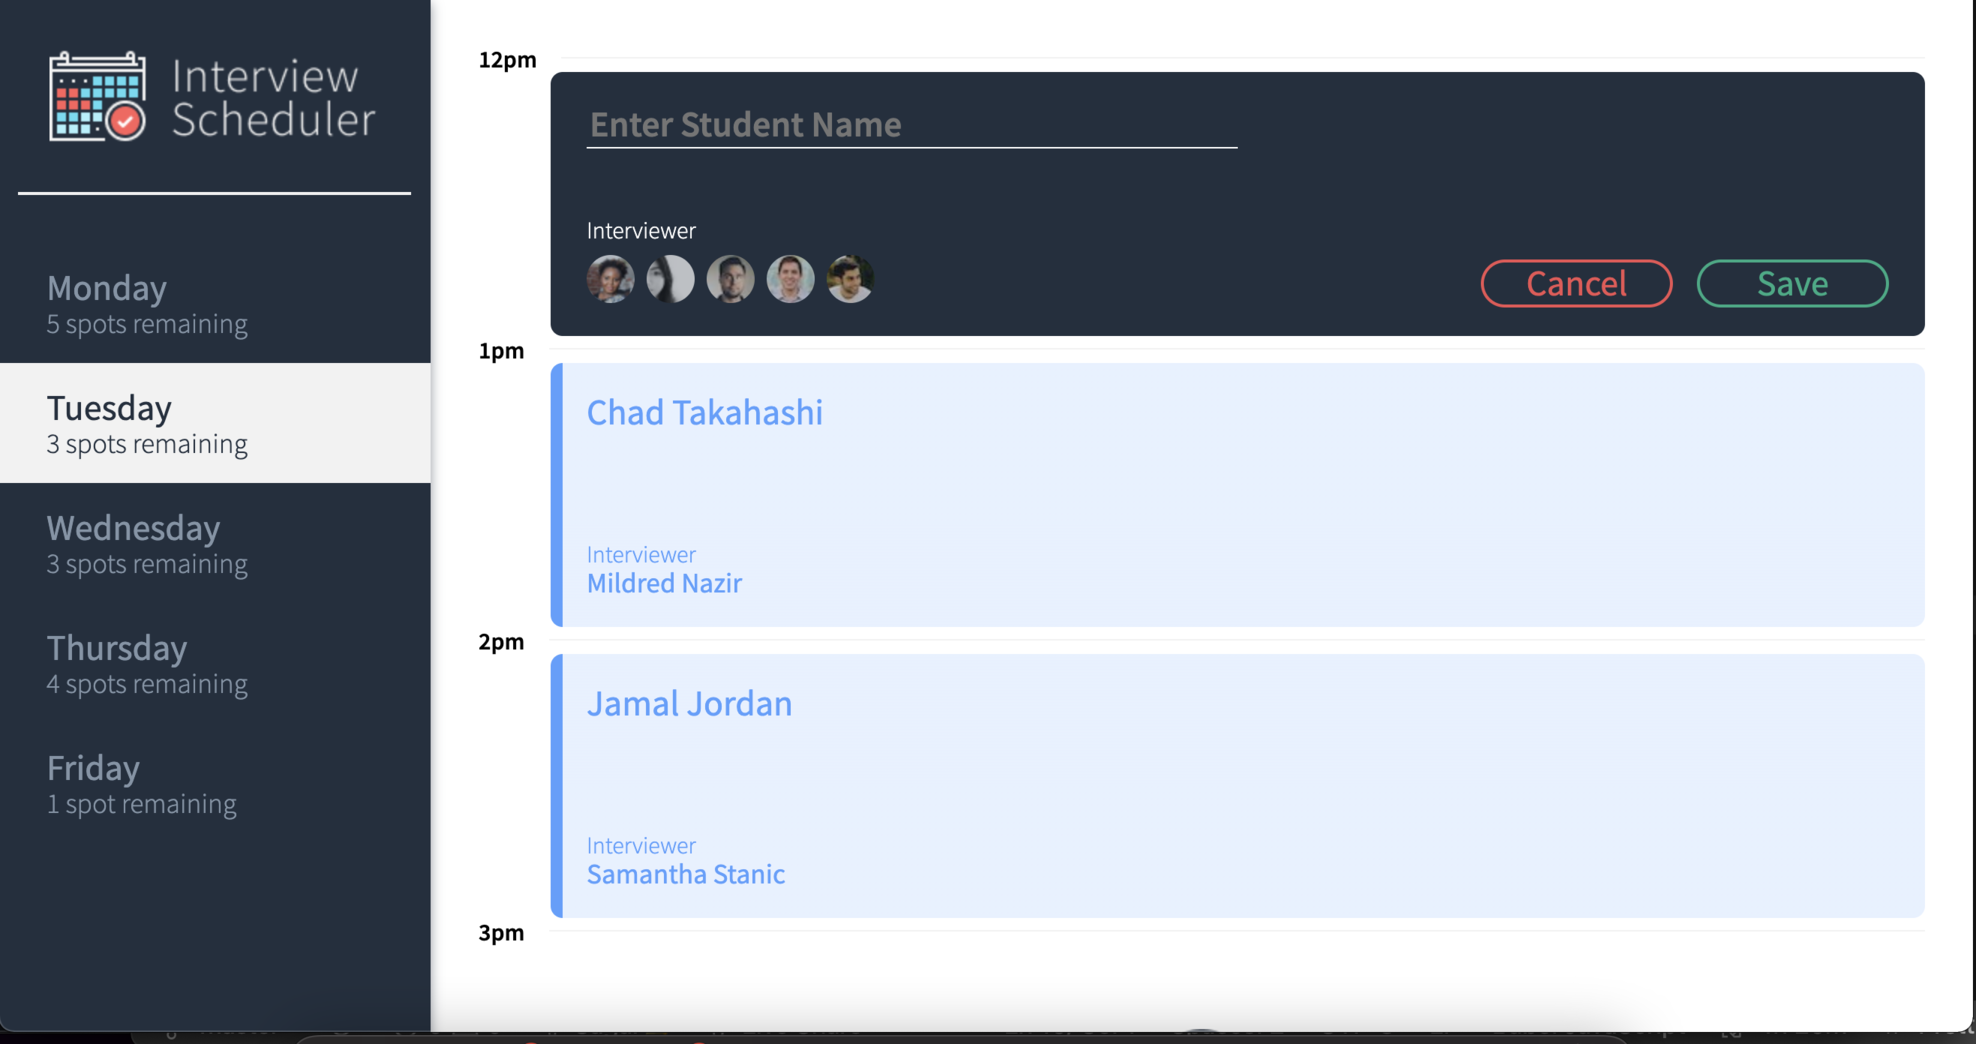 Interview
Scheduler
Monday
5 spots remaining
Tuesday
3 spots remaining
Wednesday
3 spots remaining
Thursday
4 spots remaining
Friday
1 spot remaining
12pm
Enter Student Name
Interviewer
Cancel
Save
1pm
Chad Takahashi
Interviewer
Mildred Nazir
2pm
Jamal Jordan
Interviewer
Samantha Stanic
3pm